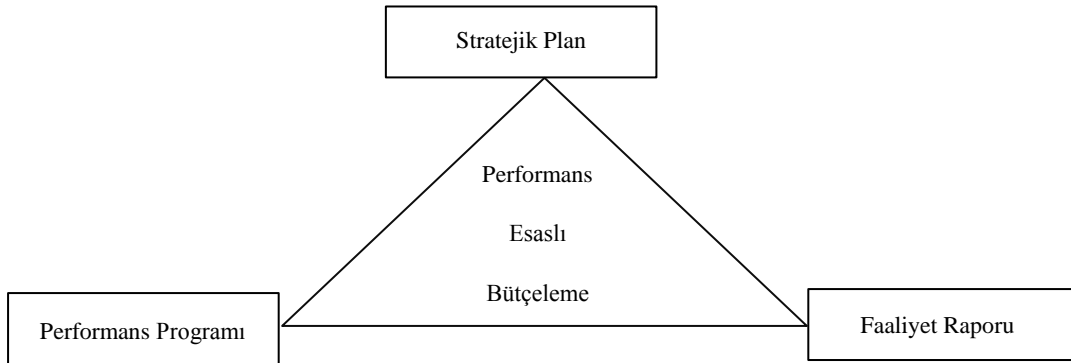 Stratejik Plan
Performans
Esaslı
Bütçeleme
Performans Programı
Faaliyet Raporu